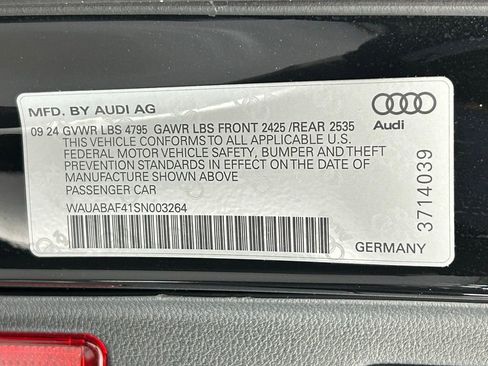 MFD. BY AUDI AG
09 24 GVWR LBS 4795 GAWR LBS FRONT 2425 /REAR 2535
THIS VEHICLE CONFORMS TO ALL APPLICABLE U.S.
FEDERAL MOTOR VEHICLE SAFETY, BUMPER AND THEFT
PREVENTION STANDARDS IN EFFECT ON THE DATE OF
MANUFACTURE SHOWN ABOVE
PASSENGER CAR
WAUABAF41SN003264
Audi
3714039
GERMANY